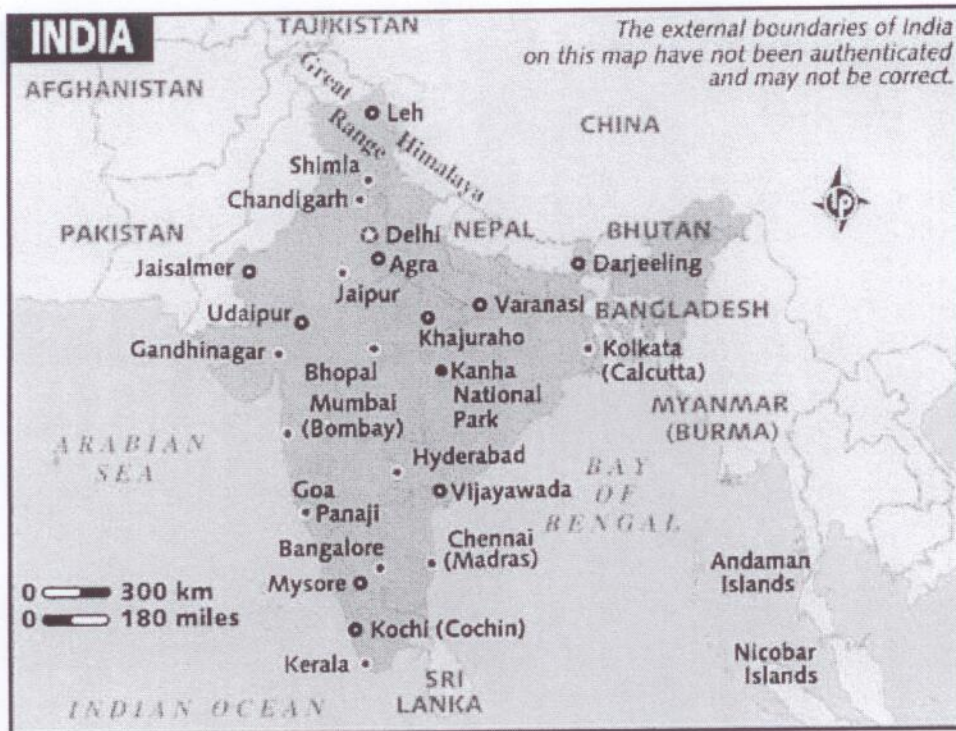 INDIA
TAJIKISTAN
The external boundaries of India
on this map have not been authenticated
and may not be correct.
AFGHANISTAN
Great
Range
Himalaya
Leh
CHINA
Shimla
Chandigarh
lp
PAKISTAN
Delhi
NEPAL
BHUTAN
Jaisalmer
Agra
Darjeeling
Jaipur
Udaipur
Varanasi
BANGLADESH
Khajuraho
Gandhinagar
Kolkata
(Calcutta)
Bhopal
Kanha
National
Park
Mumbai
(Bombay)
MYANMAR
(BURMA)
ARABIAN
SEA
Hyderabad
BAY
OF
BENGAL
Goa
Panaji
Vijayawada
Bangalore
Chennai
(Madras)
Andaman
Islands
0 300 km
0 180 miles
Mysore
Kochi (Cochin)
Kerala
Nicobar
Islands
SRI
LANKA
INDIAN OCEAN